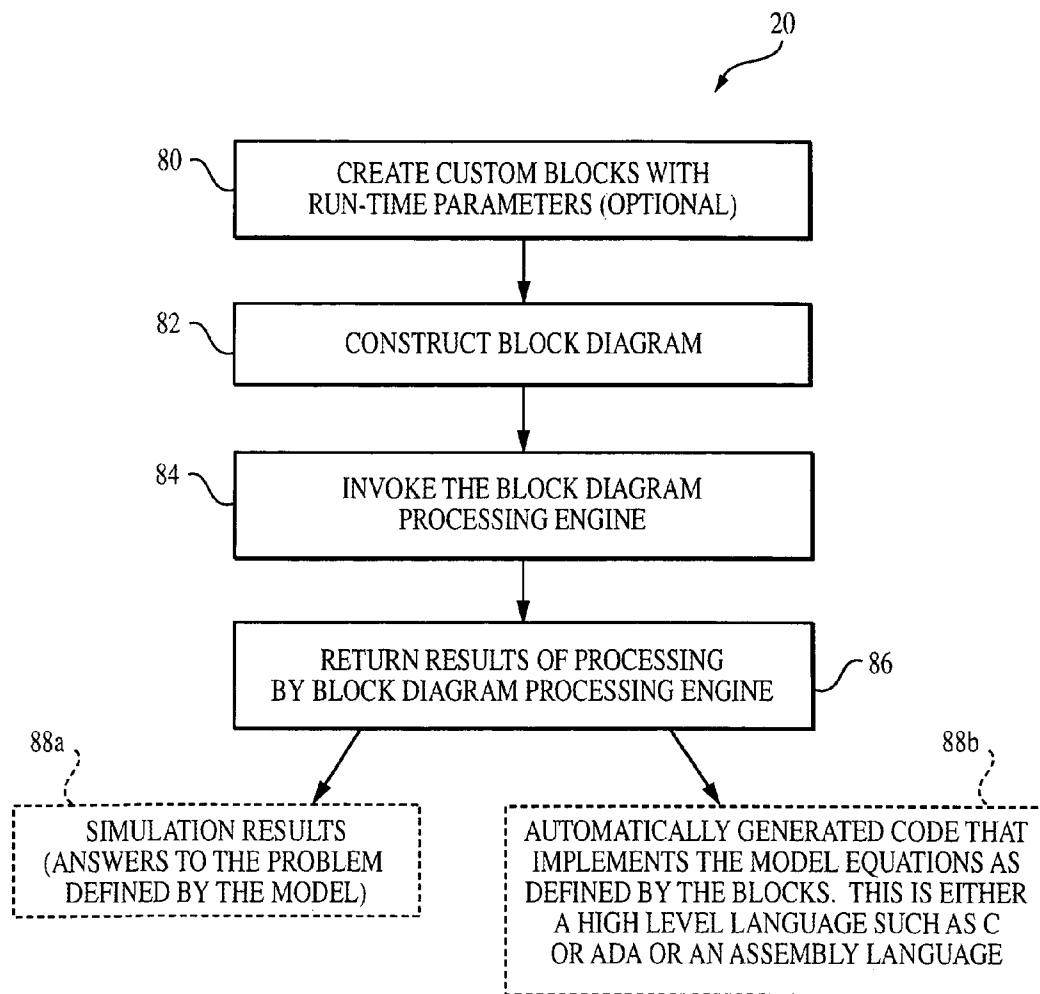 20
80
CREATE CUSTOM BLOCKS WITH
RUN-TIME PARAMETERS (OPTIONAL)
82
CONSTRUCT BLOCK DIAGRAM
84
INVOKE THE BLOCK DIAGRAM
PROCESSING ENGINE
RETURN RESULTS OF PROCESSING
BY BLOCK DIAGRAM PROCESSING ENGINE
86
88a
88b
SIMULATION RESULTS
(ANSWERS TO THE PROBLEM
DEFINED BY THE MODEL)
AUTOMATICALLY GENERATED CODE THAT
IMPLEMENTS THE MODEL EQUATIONS AS
DEFINED BY THE BLOCKS. THIS IS EITHER
A HIGH LEVEL LANGUAGE SUCH AS C
OR ADA OR AN ASSEMBLY LANGUAGE